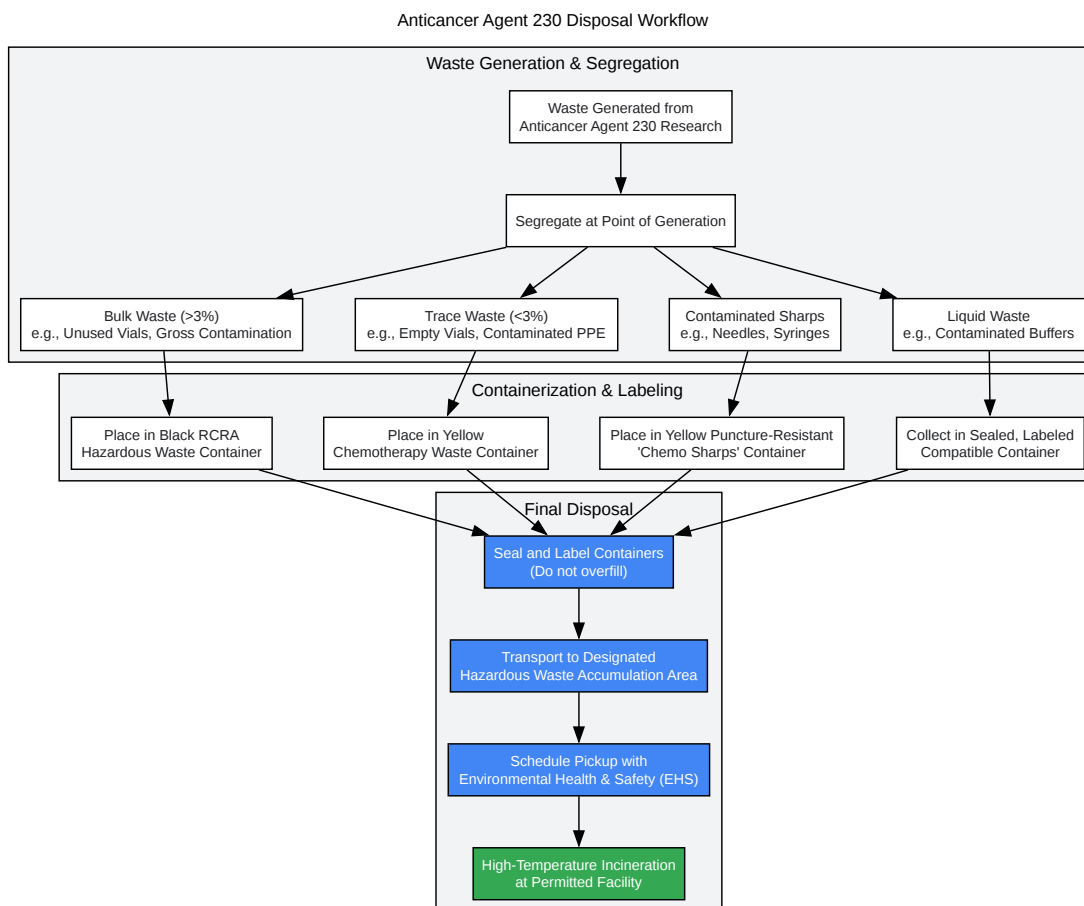 Anticancer Agent 230 Disposal Workflow
Waste Generation & Segregation
Waste Generated from
Anticancer Agent 230 Research
Segregate at Point of Generation
Bulk Waste (>3%)
e.g., Unused Vials, Gross Contamination
Trace Waste (<3%)
e.g., Empty Vials, Contaminated PPE
Contaminated Sharps
e.g., Needles, Syringes
Liquid Waste
e.g., Contaminated Buffers
Containerization & Labeling
Place in Black RCRA
Hazardous Waste Container
Place in Yellow
Chemotherapy Waste Container
Place in Yellow Puncture-Resistant
'Chemo Sharps' Container
Collect in Sealed, Labeled
Compatible Container
Final Disposal
Seal and Label Containers
(Do not overfill)
Transport to Designated
Hazardous Waste Accumulation Area
Schedule Pickup with
Environmental Health & Safety (EHS)
High-Temperature Incineration
at Permitted Facility